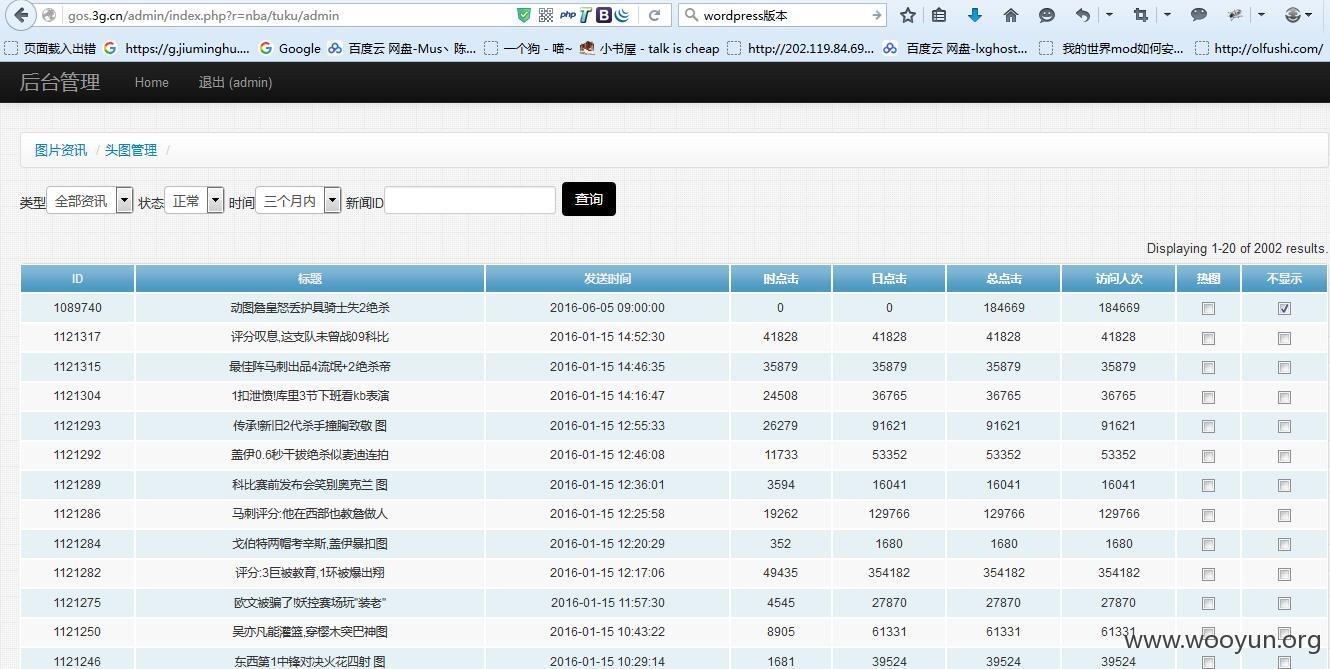 gos.3g.cn/admin/index.php?r=nba/tuku/admin php wordpress版本
页面载入出错 https://g.jiuminghu.... Google 百度云 网盘-Mus丶陈... 一个狗 - 喵~ 小书屋 - talk is cheap http://202.119.84.69... 百度云 网盘-lxghost... 我的世界mod如何安... http://olfushi.com/
后台管理 Home 退出 (admin)
图片资讯 / 头图管理 /
类型 全部资讯 状态 正常 时间 三个月内 新闻ID 查询
Displaying 1-20 of 2002 results.
ID 标题 发送时间 时点击 日点击 总点击 访问人次 热图 不显示
1089740 动图詹皇怒丢护具骑士失2绝杀 2016-06-05 09:00:00 0 0 184669 184669
1121317 评分叹息,这支队未曾战09科比 2016-01-15 14:52:30 41828 41828 41828 41828
1121315 最佳阵马刺出品4流氓+2绝杀帝 2016-01-15 14:46:35 35879 35879 35879 35879
1121304 1扣泄愤!库里3节下班看kb表演 2016-01-15 14:16:47 24508 36765 36765 36765
1121293 传承!新旧2代杀手撞胸致敬 图 2016-01-15 12:55:33 26279 91621 91621 91621
1121292 盖伊0.6秒干拔绝杀似麦迪连拍 2016-01-15 12:46:08 11733 53352 53352 53352
1121289 科比赛前发布会笑别奥克兰 图 2016-01-15 12:36:01 3594 16041 16041 16041
1121286 马刺评分:他在西部也教詹做人 2016-01-15 12:25:58 19262 129766 129766 129766
1121284 戈伯特两帽考辛斯,盖伊暴扣图 2016-01-15 12:20:29 352 1680 1680 1680
1121282 评分:3巨被教育,1环被爆出翔 2016-01-15 12:17:06 49435 354182 354182 354182
1121275 欧文被骗了!妖控赛场玩"装老" 2016-01-15 11:57:30 4545 27870 27870 27870
1121250 吴亦凡能灌篮,穿樱木突巴神图 2016-01-15 10:43:22 8905 61331 61331 61331
1121246 东西第1中锋对决火花四射 图 2016-01-15 10:29:14 1681 39524 39524 39524
www.wooyun.org